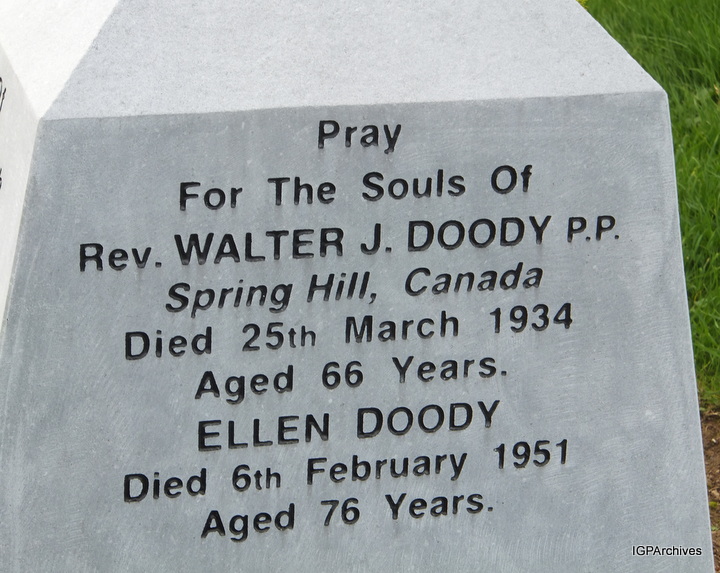 Pray
For The Souls Of
Rev. WALTER J. DOODY P.P.
Spring Hill, Canada
Died 25th March 1934
Aged 66 Years.
ELLEN DOODY
Died 6th February 1951
Aged 76 Years.
IGPArchives